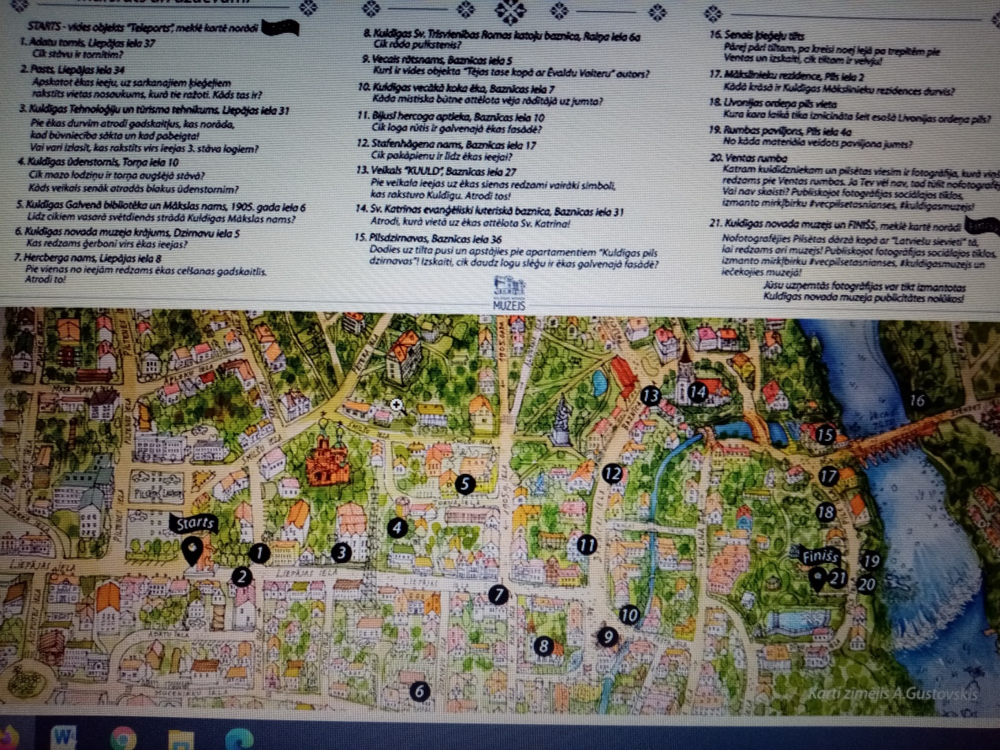 STARTS - vides objekts "Teleports", meklē kartē norādi
1. Adatu tornis, Liepājas iela 37
Cik stāvu ir tornītim?
2. Pasts, Liepājas iela 34
Apskatot ēkas ieeju, uz sarkanajiem ķieģeļiem
rakstīts vietas nosaukums, kurā tie ražoti. Kāds tas ir?
3. Kuldīgas Tehnoloģiju un tūrisma tehnikums, Liepājas iela 31
Pie ēkas durvīm atrodi gadskaitļus, kas norāda,
kad būvniecība sākta un kad pabeigta!
Vai vari izlasīt, kas rakstīts virs ieejas 3. stāva logiem?
4. Kuldīgas ūdenstornis, Torņa iela 10
Cik mazo lodziņu ir torņa augšējā stāvā?
Kāds veikals senāk atradās blakus ūdenstornim?
5. Kuldīgas Galvenā bibliotēka un Mākslas nams, 1905. gada iela 6
Līdz cikiem vasarā svētdienās strādā Kuldīgas Mākslas nams?
6. Kuldīgas novada muzeja krājums, Dzirnavu iela 5
Kas redzams ģerbonī virs ēkas ieejas?
7. Hercberga nams, Liepājas iela 8
Pie vienas no ieejām redzams ēkas celšanas gadskaitlis.
Atrodi to!
8. Kuldīgas Sv. Trīsvienības Romas katoļu baznīca, Raiņa iela 6a
Cik rāda pulkstenis?
9. Vecais rātsnams, Baznīcas iela 5
Kurš ir vides objekta "Tējas tase kopā ar Ēvaldu Valteru" autors?
10. Kuldīgas vecākā koka ēka, Baznīcas iela 7
Kāda mistiska būtne attēlota vēja rādītājā uz jumta?
11. Bijusī hercoga aptieka, Baznīcas iela 10
Cik loga rūtis ir galvenajā ēkas fasādē?
12. Stafenhāgena nams, Baznīcas iela 17
Cik pakāpienu ir līdz ēkas ieejai?
13. Veikals "KUULD", Baznīcas iela 27
Pie veikala ieejas uz ēkas sienas redzami vairāki simboli,
kas raksturo Kuldīgu. Atrodi tos!
14. Sv. Katrīnas evaņģēliski luteriskā baznīca, Baznīcas iela 31
Atrodi, kurā vietā uz ēkas attēlota Sv. Katrīna!
15. Pilsdzirnavas, Baznīcas iela 36
Dodies uz tilta pusi un apstājies pie apartamentiem "Kuldīgas pils
dzirnavas"! Izskaiti, cik daudz logu slēģu ir ēkas galvenajā fasādē?
MUZEJS
16. Senais ķieģeļu tilts
Pārej pāri tiltam, pa kreisi noej lejā pa trepītēm pie
Ventas un izskaiti, cik tiltam ir velvju!
17. Mākslinieku rezidence, Pils iela 2
Kādā krāsā ir Kuldīgas Mākslinieku rezidences durvis?
18. Livonijas ordeņa pils vieta
Kura kara laikā tika iznīcināta šeit esošā Livonijas ordeņa pils?
19. Rumbas paviljons, Pils iela 4a
No kāda materiāla veidots paviljona jumts?
20. Ventas rumba
Katram kuldīdzniekam un pilsētas viesim ir fotogrāfija, kurā viņš
redzams pie Ventas rumbas. Ja Tev vēl nav, tad tūlīt
Vai nav skaisti? Publiskojot fotogrāfijas sociālajos tīklos,
izmanto mirkļbirku #vecpilsetasnianses, #kuldigasmuzejs!
21. Kuldīgas novada muzejs un FINIŠS, meklē kartē norādi Finišs
Nofotografējies Pilsētas dārzā kopā ar "Latviešu sievieti" tā,
lai redzams arī muzejs! Publiskojot fotogrāfijas sociālajos tīklos,
izmanto mirkļbirku #vecpilsetasnianses, #kuldigasmuzejs un
iečekojies muzejā!
Jūsu uzņemtās fotogrāfijas var tikt izmantotas
Kuldīgas novada muzeja publicitātes nolūkos!
1905. GADA
16
13
14
15
5
12
17
PILSĒTAS LAUKUMS
Starts
4
18
1
3
11
Finišs
19
LIEPĀJAS IELA
2
LIEPĀJAS IELA
21
20
7
10
ADATU IELA
9
8
6
Karti zīmējis A.Gustovskis